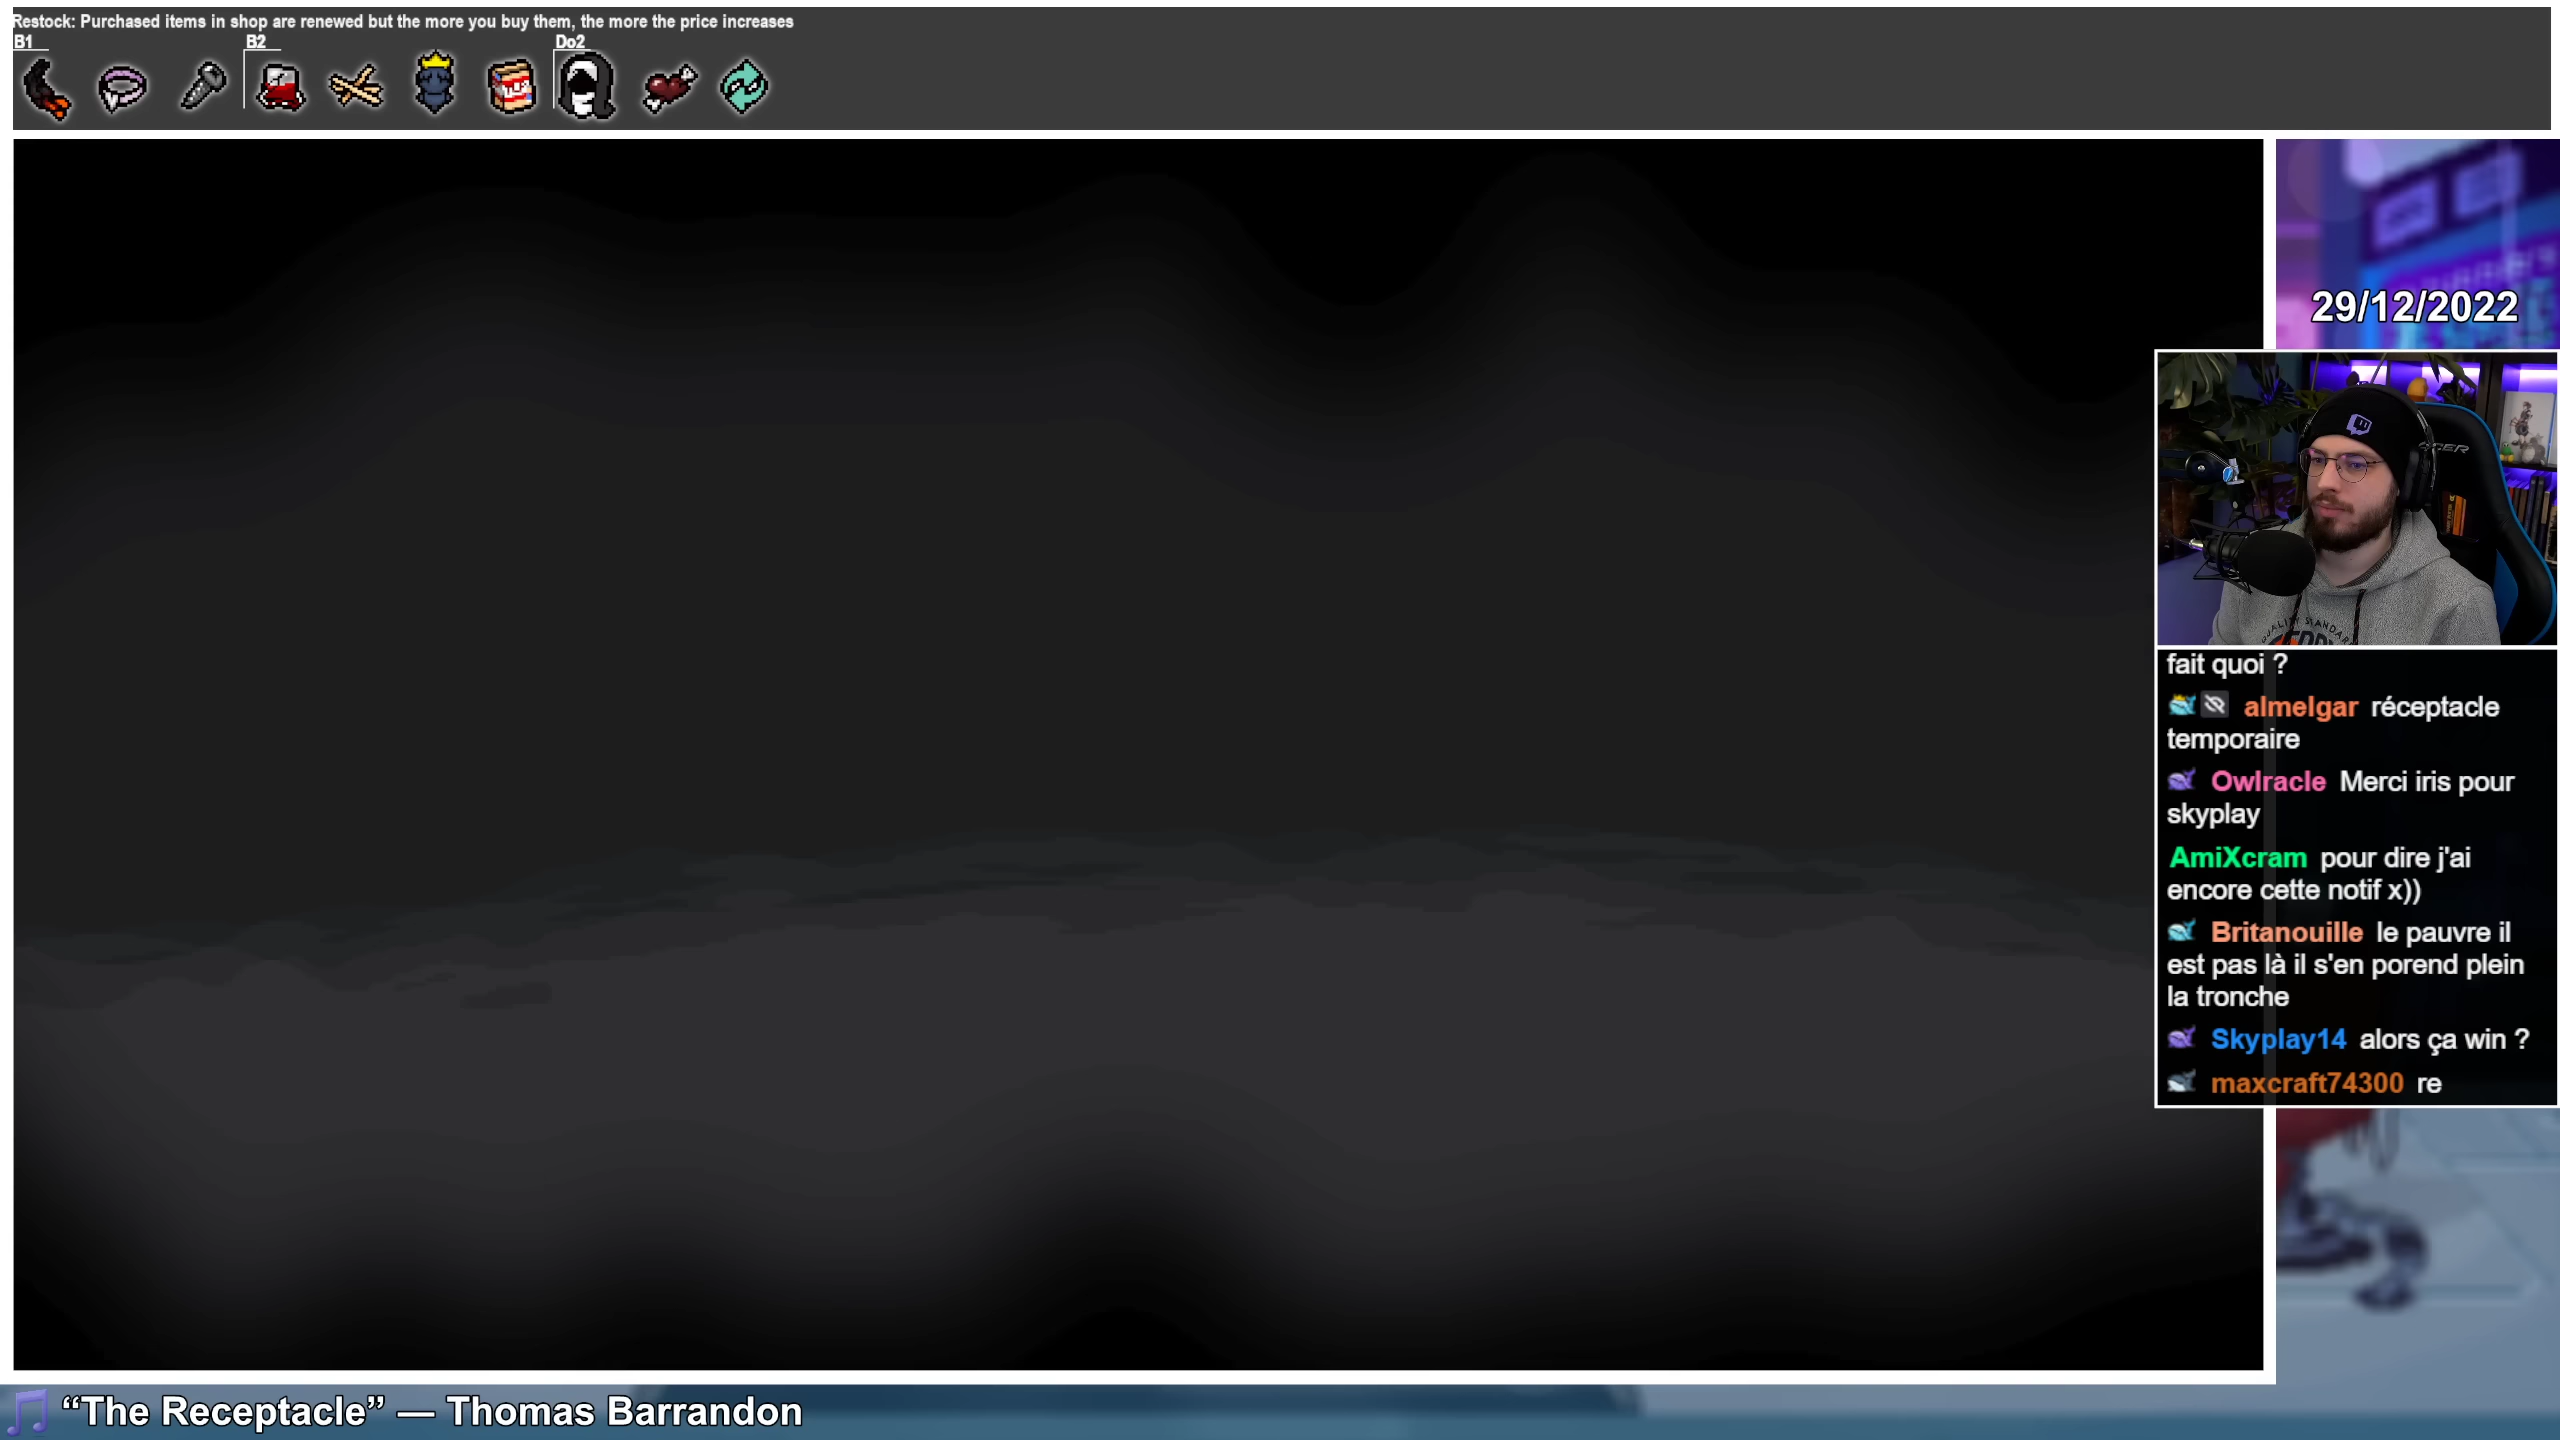 Restock: Purchased items in shop are renewed but the more you buy them, the more the price increases
B1 B2 Do2
29/12/2022
fait quoi ?
almelgar réceptacle
temporaire
Owlracle Merci iris pour
skyplay
AmiXcram pour dire j'ai
encore cette notif x))
Britanouille le pauvre il
est pas là il s'en porend plein
la tronche
Skyplay14 alors ça win ?
maxcraft74300 re
“The Receptacle” — Thomas Barrandon